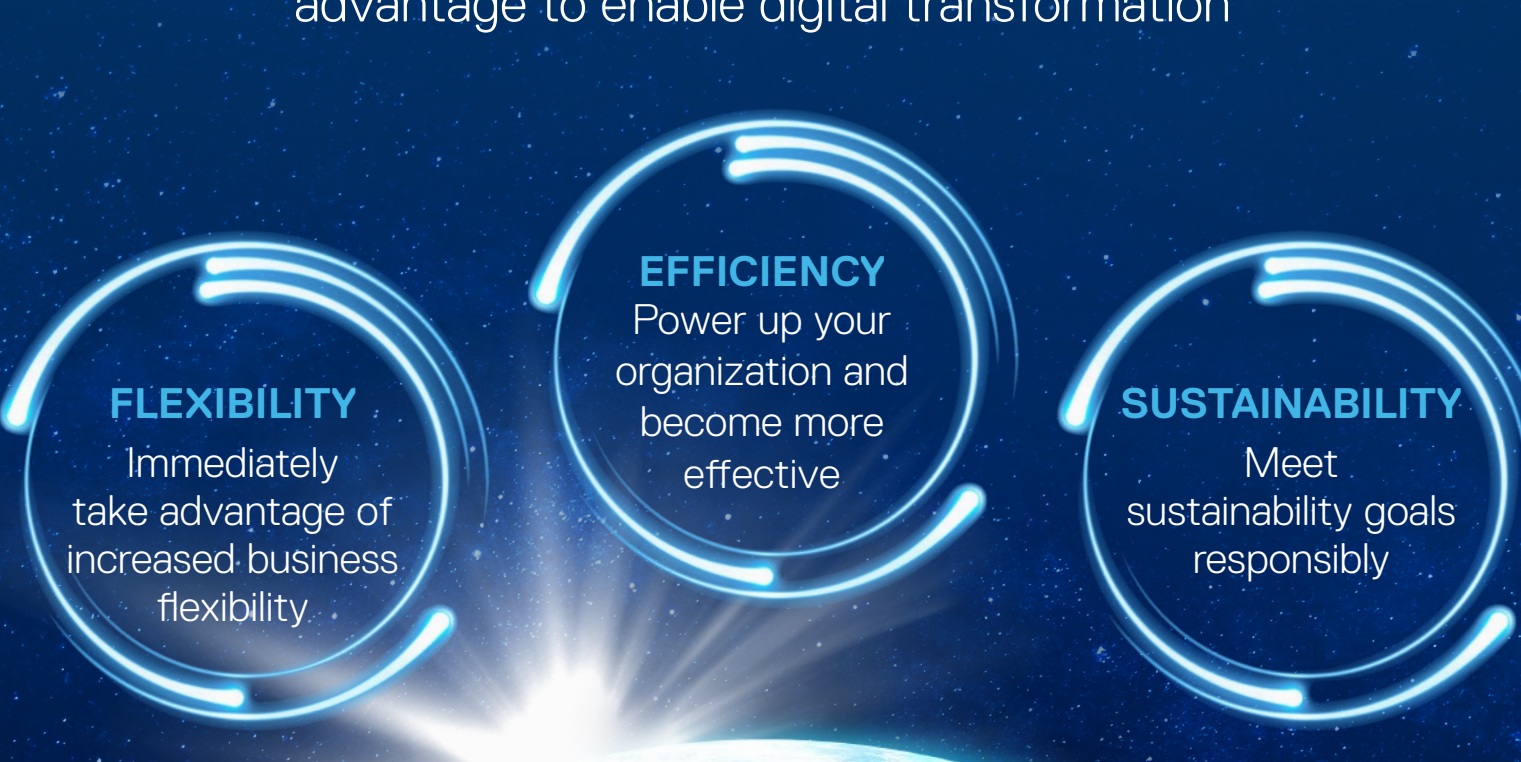 advantage to enable digital transformation
FLEXIBILITY
Immediately
take advantage of
increased business
flexibility
EFFICIENCY
Power up your
organization and
become more
effective
SUSTAINABILITY
Meet
sustainability goals
responsibly